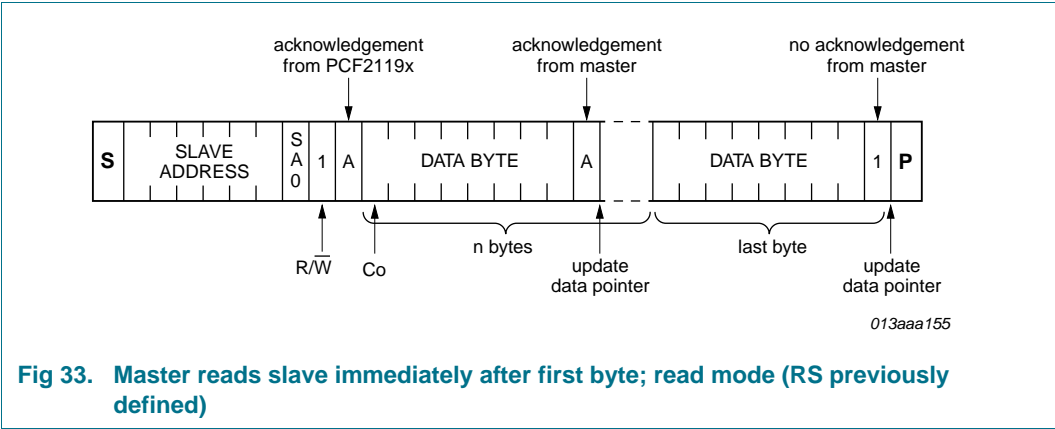 acknowledgement
from PCF2119x
acknowledgement
from master
no acknowledgement
from master
S
SLAVE
ADDRESS
S
A
0
1
A
DATA BYTE
A
DATA BYTE
1
P
R/W̅
Co
n bytes
update
data pointer
last byte
update
data pointer
013aaa155
Fig 33. Master reads slave immediately after first byte; read mode (RS previously
defined)